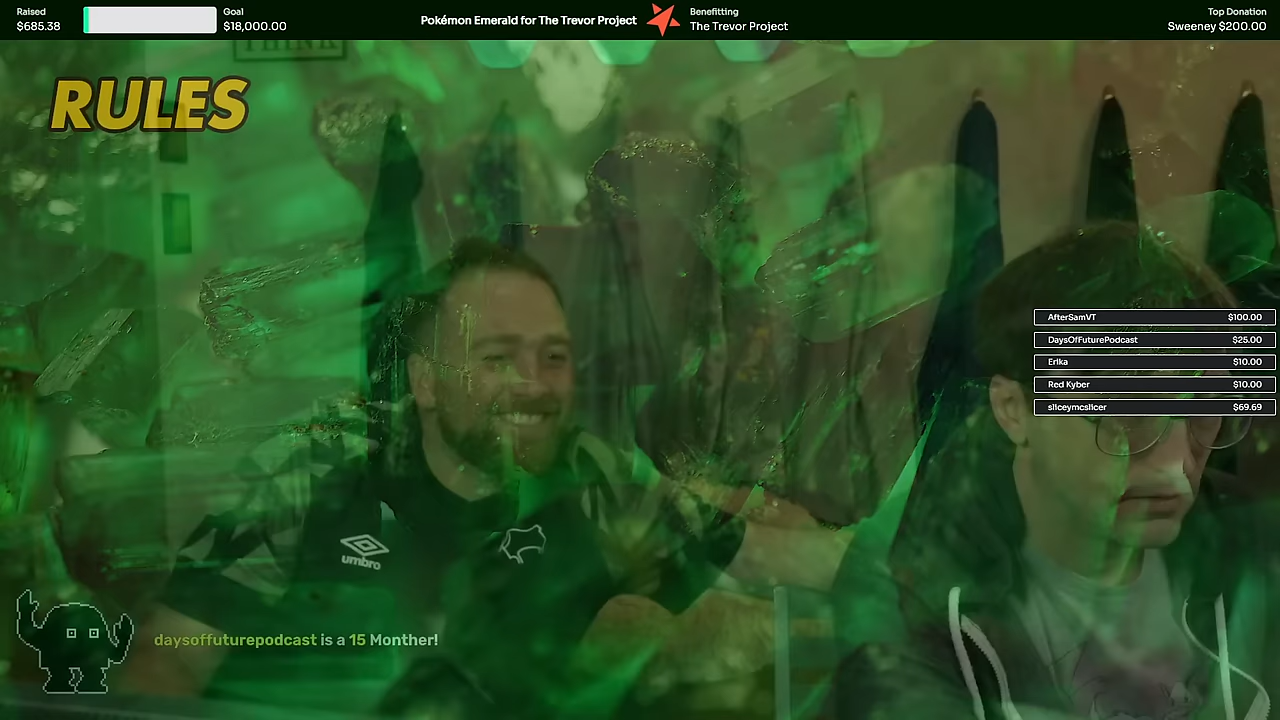 Raised
$685.38
Goal
$18,000.00
Pokémon Emerald for The Trevor Project
Benefitting
The Trevor Project
Top Donation
Sweeney $200.00
THINK
RULES
AfterSamVT $100.00
DaysOfFuturePodcast $25.00
Erika $10.00
Red Kyber $10.00
sliceymcslicer $69.69
umbro
daysoffuturepodcast is a 15 Monther!